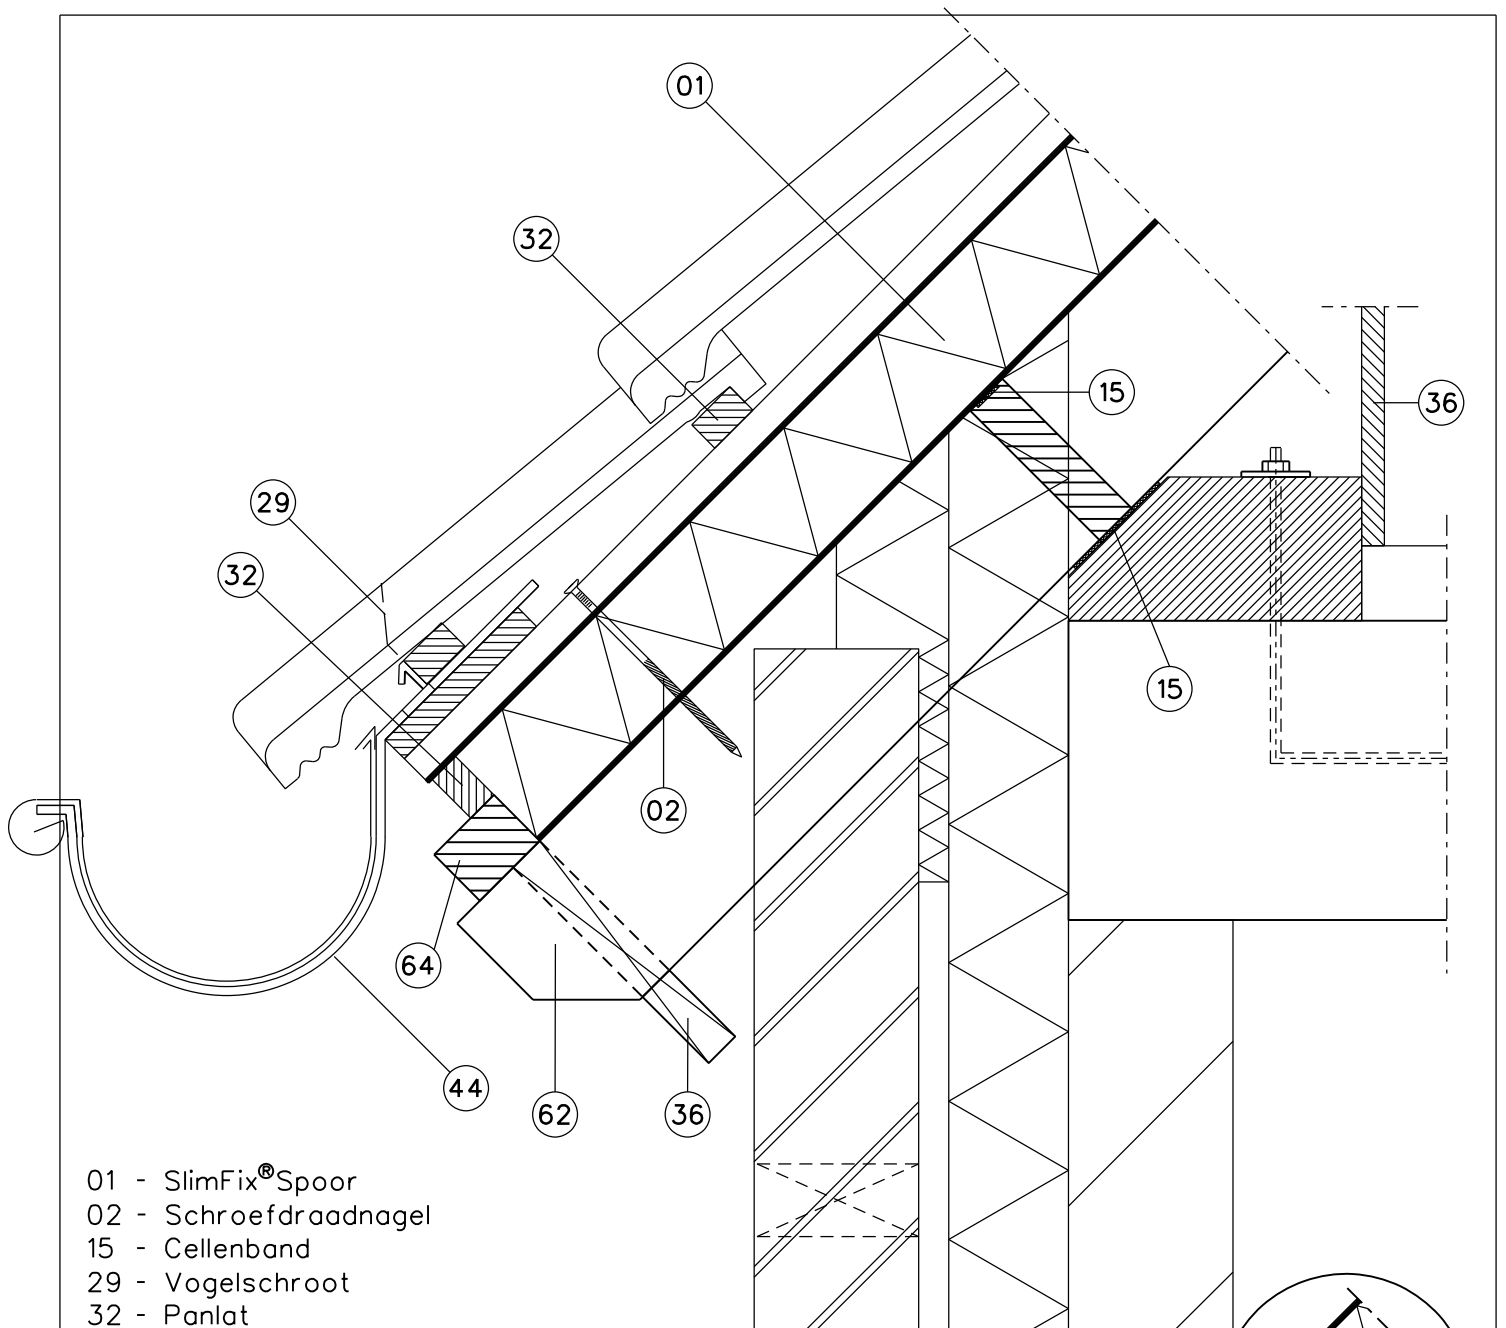 01
32
15
36
29
32
15
02
64
44
62
36
01 - SlimFix®Spoor
02 - Schroefdraadnagel
15 - Cellenband
29 - Vogelschroot
32 - Panlat